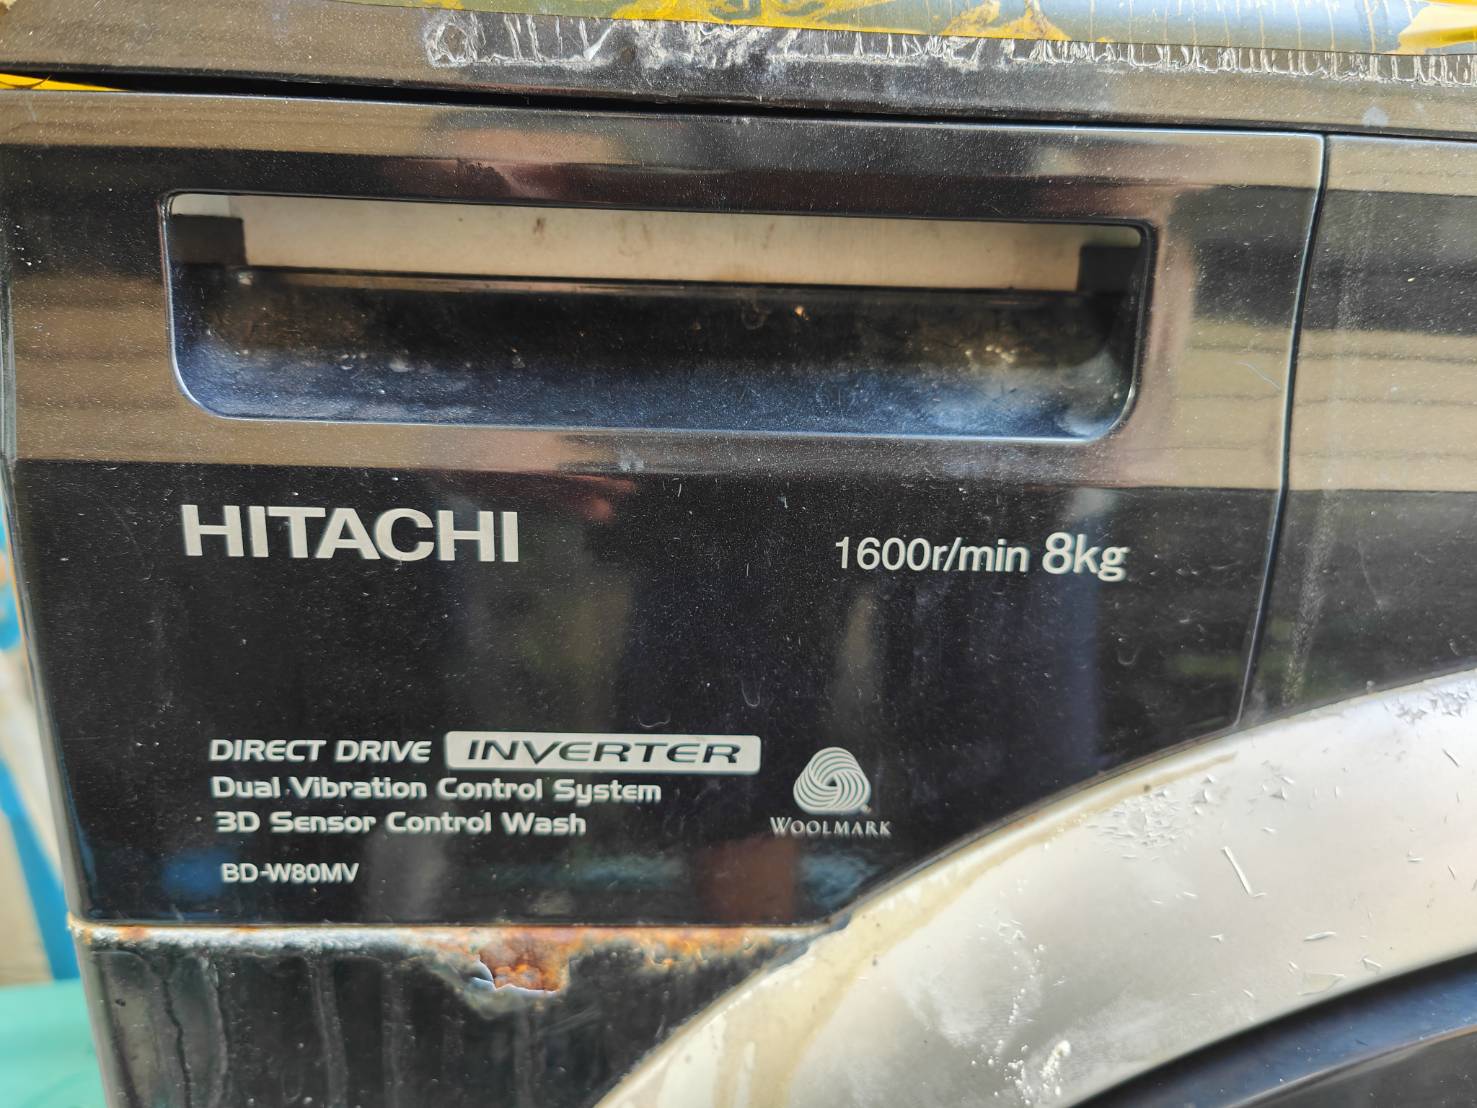 HITACHI
1600r/min 8kg
DIRECT DRIVE INVERTER
Dual Vibration Control System
3D Sensor Control Wash
WOOLMARK
BD-W80MV